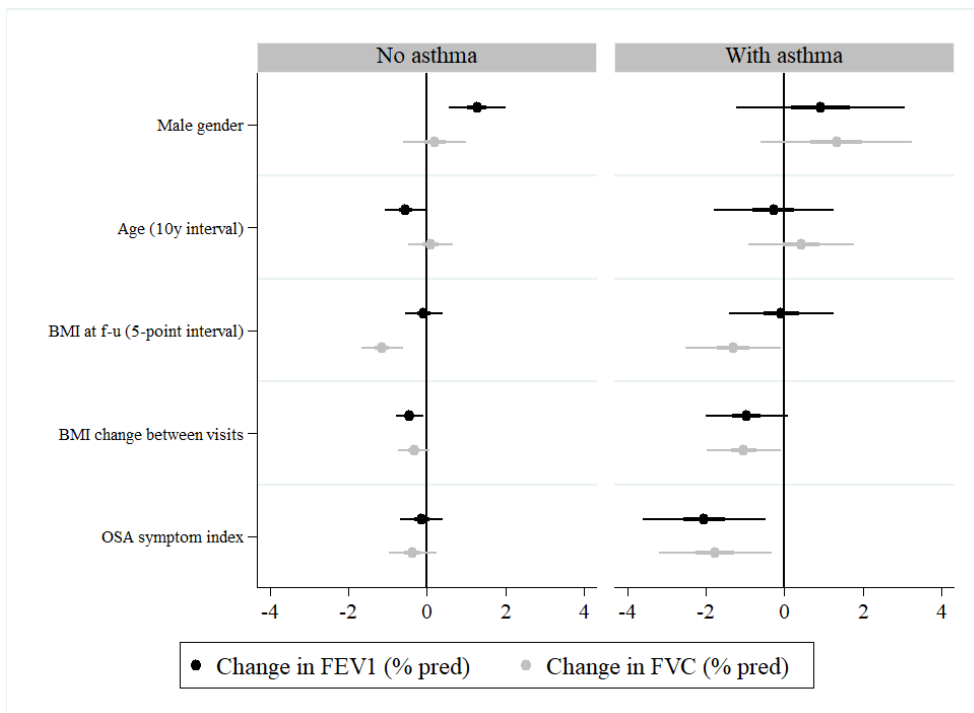 No asthma
With asthma
Male gender
Age (10y interval)
BMI at f-u (5-point interval)
BMI change between visits
OSA symptom index
-4 -2 0 2 4
-4 -2 0 2 4
Change in FEV1 (% pred) Change in FVC (% pred)